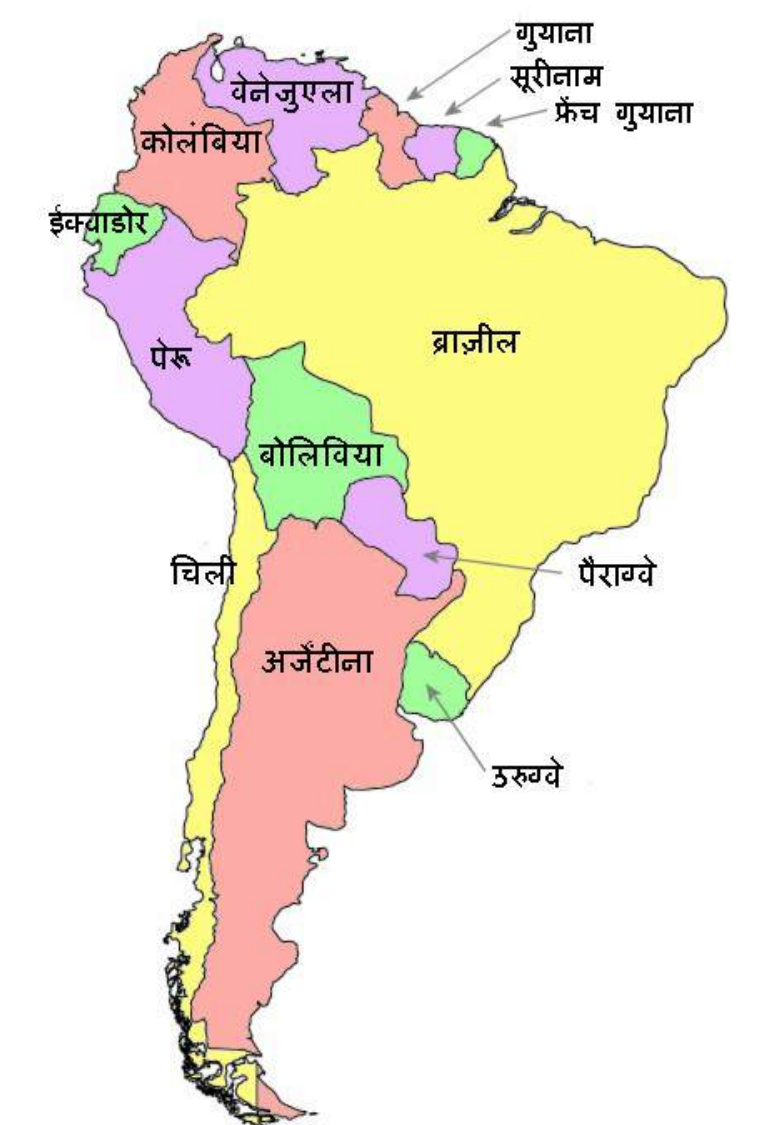 गुयाना
सूरीनाम
फ्रेंच गुयाना
वेनेजुएला
कोलंबिया
ईक्वाडोर
ब्राज़ील
पेरू
बोलिविया
चिली
पैराग्वे
अर्जेंटीना
उरुग्वे